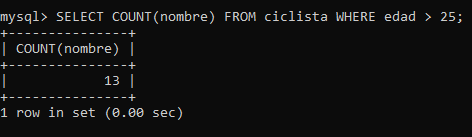 mysql> SELECT COUNT(nombre) FROM ciclista WHERE edad > 25;
+---------------+
| COUNT(nombre) |
+---------------+
|            13 |
+---------------+
1 row in set (0.00 sec)